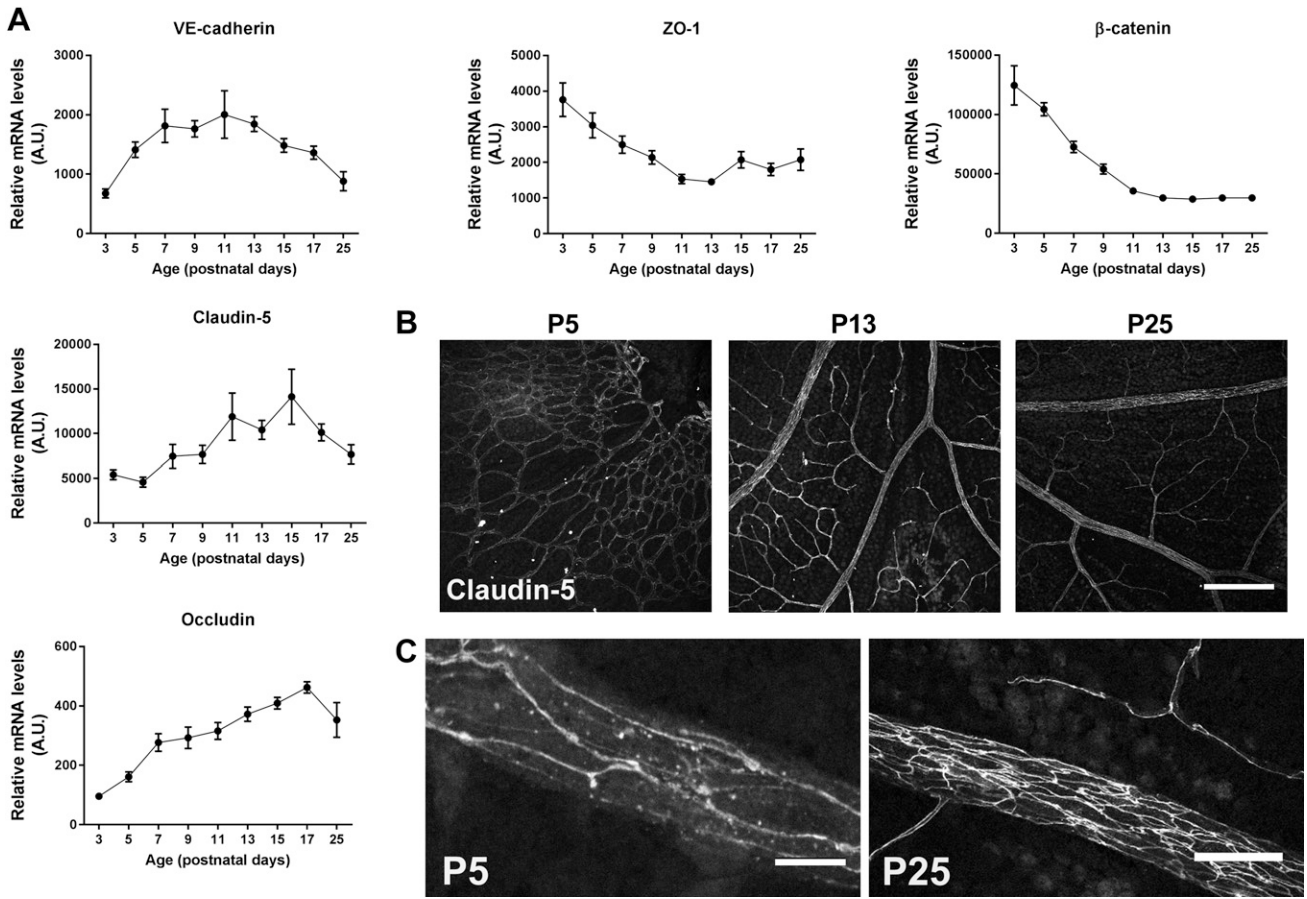 A
VE-cadherin
Relative mRNA levels
(A.U.)
3000
2000
1000
0
3 5 7 9 11 13 15 17 25
Age (postnatal days)
ZO-1
Relative mRNA levels
(A.U.)
5000
4000
3000
2000
1000
0
3 5 7 9 11 13 15 17 25
Age (postnatal days)
β-catenin
Relative mRNA levels
(A.U.)
150000
100000
50000
0
3 5 7 9 11 13 15 17 25
Age (postnatal days)
Claudin-5
Relative mRNA levels
(A.U.)
20000
15000
10000
5000
0
3 5 7 9 11 13 15 17 25
Age (postnatal days)
B
P5 P13 P25
Claudin-5
Occludin
Relative mRNA levels
(A.U.)
600
400
200
0
3 5 7 9 11 13 15 17 25
Age (postnatal days)
C
P5
P25